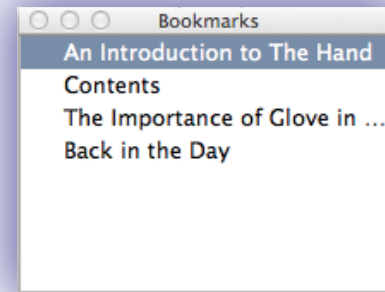 Bookmarks
An Introduction to The Hand
Contents
The Importance of Glove in ...
Back in the Day